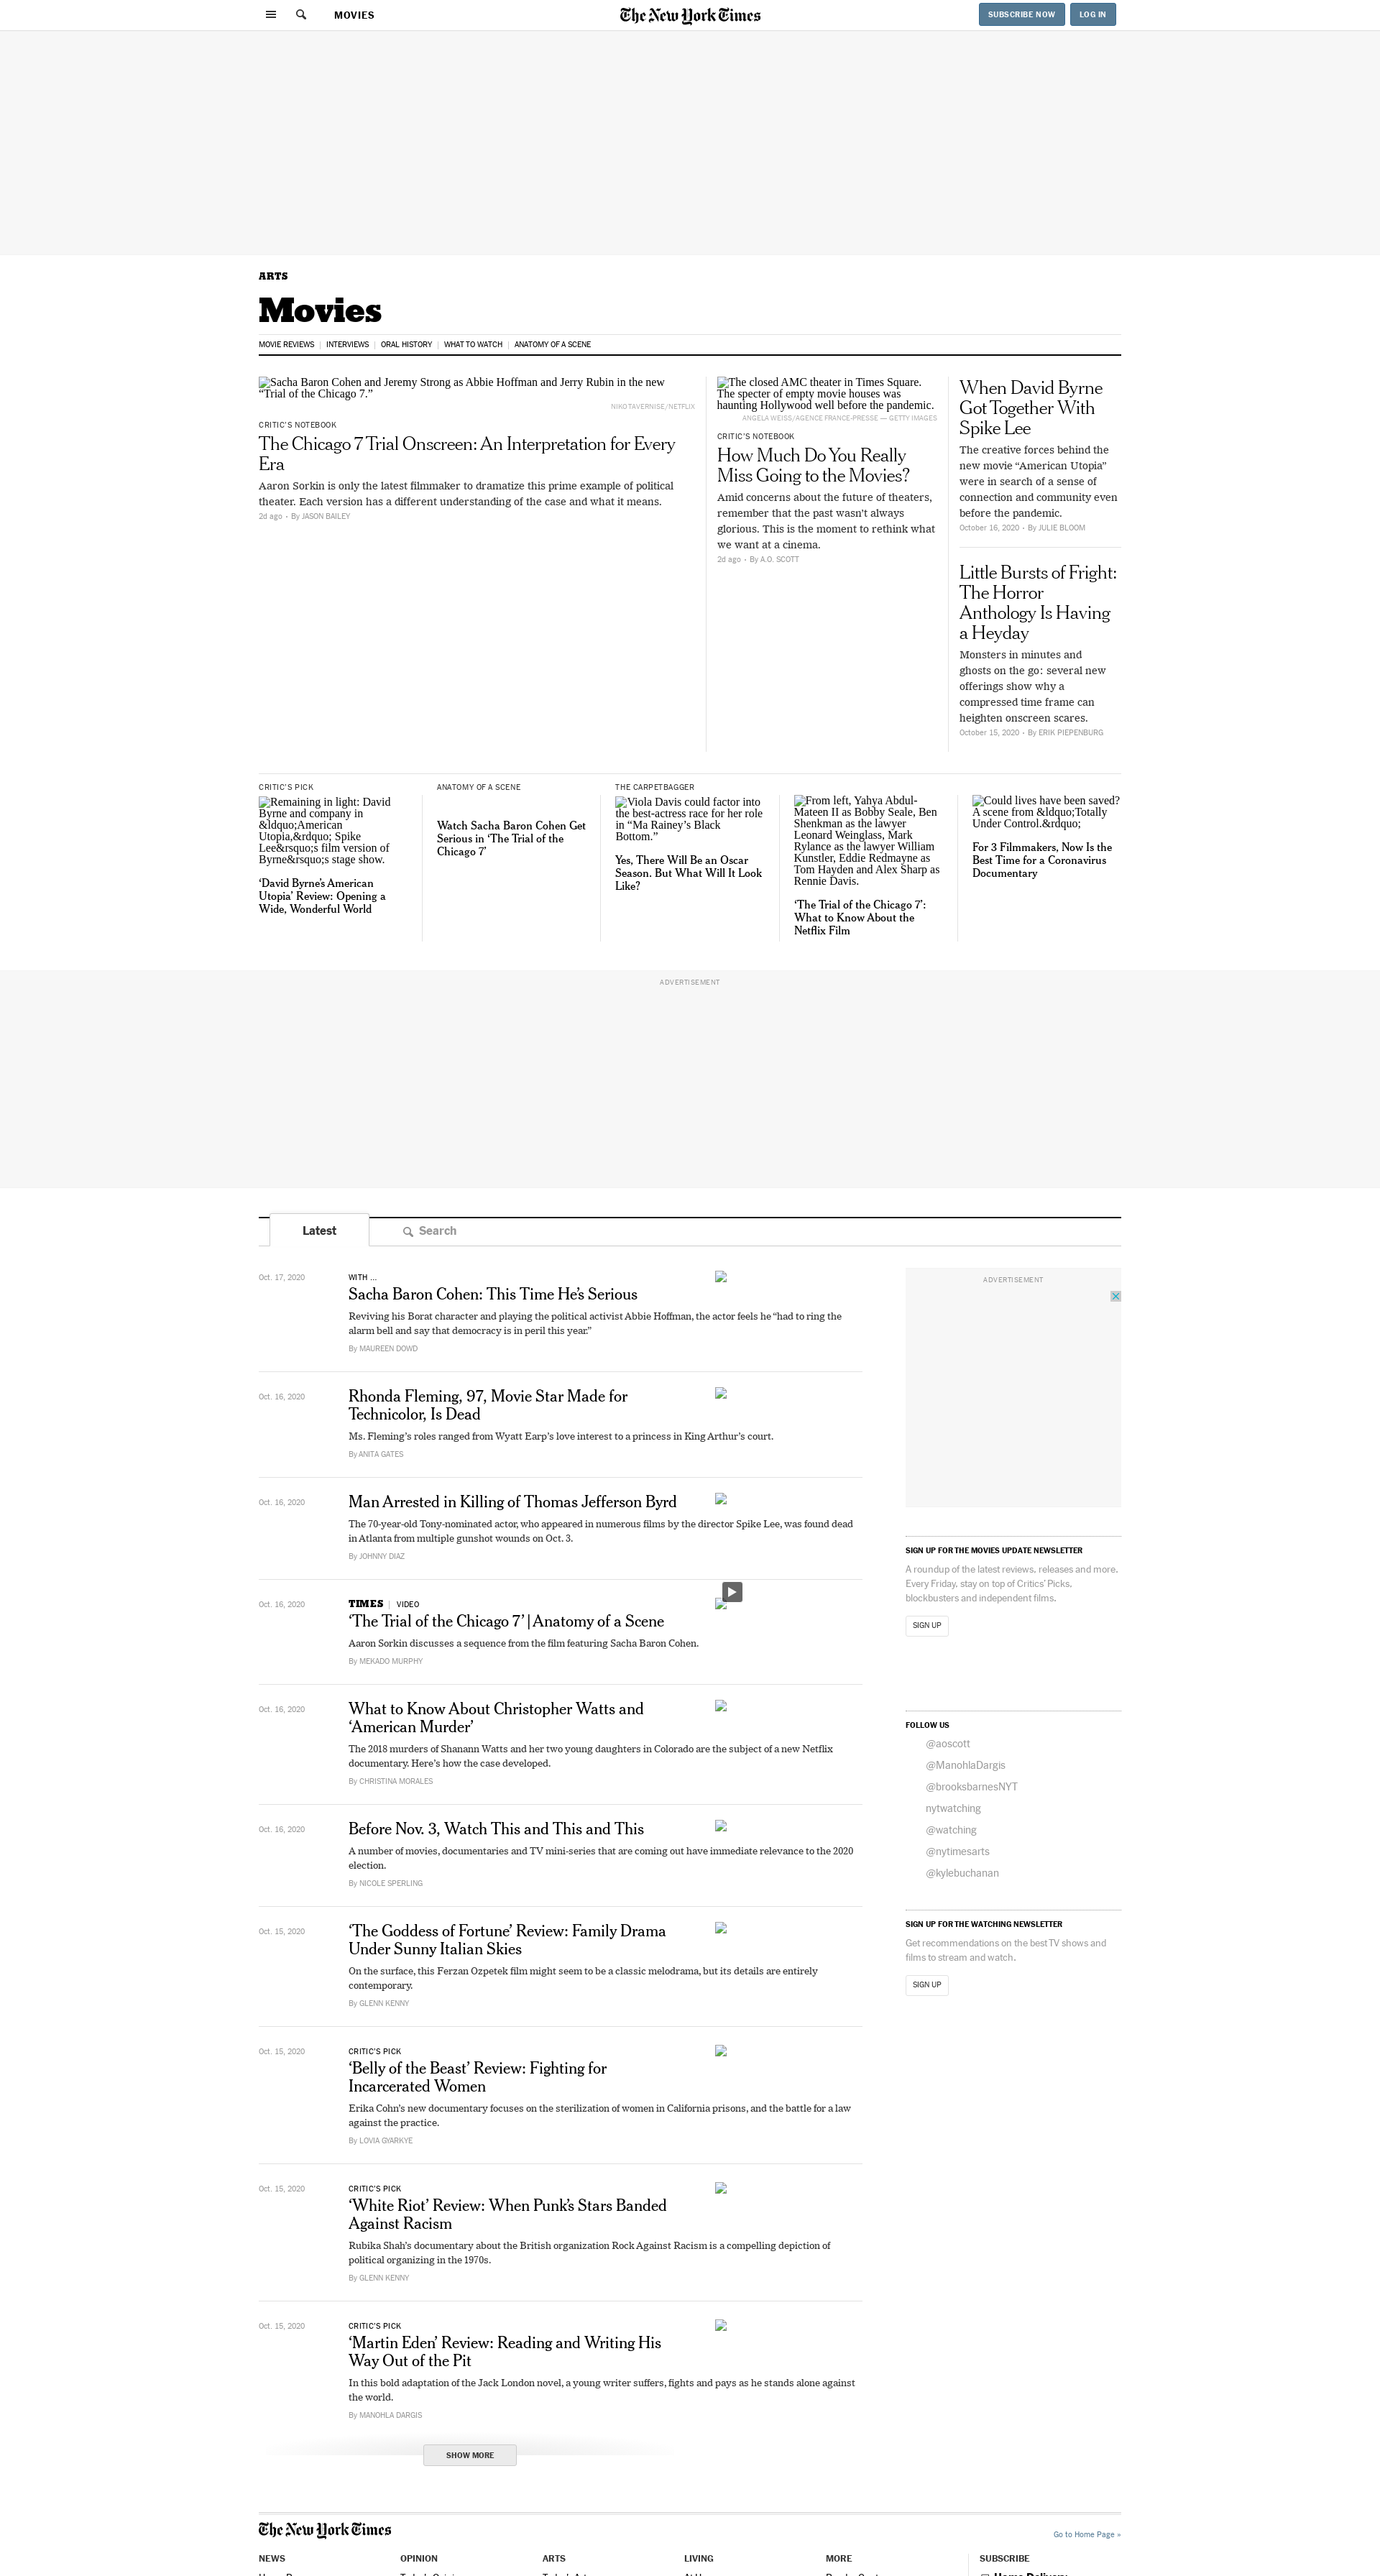 MOVIES
The New York Times
SUBSCRIBE NOW
LOG IN
ARTS
Movies
MOVIE REVIEWS
INTERVIEWS
ORAL HISTORY
WHAT TO WATCH
ANATOMY OF A SCENE
Sacha Baron Cohen and Jeremy Strong as Abbie Hoffman and Jerry Rubin in the new
“Trial of the Chicago 7.”
NIKO TAVERNISE/NETFLIX
CRITIC’S NOTEBOOK
The Chicago 7 Trial Onscreen: An Interpretation for Every
Era
Aaron Sorkin is only the latest filmmaker to dramatize this prime example of political
theater. Each version has a different understanding of the case and what it means.
2d ago • By JASON BAILEY
The closed AMC theater in Times Square.
The specter of empty movie houses was
haunting Hollywood well before the pandemic.
ANGELA WEISS/AGENCE FRANCE-PRESSE — GETTY IMAGES
CRITIC’S NOTEBOOK
How Much Do You Really
Miss Going to the Movies?
Amid concerns about the future of theaters,
remember that the past wasn’t always
glorious. This is the moment to rethink what
we want at a cinema.
2d ago • By A.O. SCOTT
When David Byrne
Got Together With
Spike Lee
The creative forces behind the
new movie “American Utopia”
were in search of a sense of
connection and community even
before the pandemic.
October 16, 2020 • By JULIE BLOOM
Little Bursts of Fright:
The Horror
Anthology Is Having
a Heyday
Monsters in minutes and
ghosts on the go: several new
offerings show why a
compressed time frame can
heighten onscreen scares.
October 15, 2020 • By ERIK PIEPENBURG
CRITIC’S PICK
Remaining in light: David
Byrne and company in
&ldquo;American
Utopia,&rdquo; Spike
Lee&rsquo;s film version of
Byrne&rsquo;s stage show.
‘David Byrne’s American
Utopia’ Review: Opening a
Wide, Wonderful World
ANATOMY OF A SCENE
Watch Sacha Baron Cohen Get
Serious in ‘The Trial of the
Chicago 7’
THE CARPETBAGGER
Viola Davis could factor into
the best-actress race for her role
in “Ma Rainey’s Black
Bottom.”
Yes, There Will Be an Oscar
Season. But What Will It Look
Like?
From left, Yahya Abdul-
Mateen II as Bobby Seale, Ben
Shenkman as the lawyer
Leonard Weinglass, Mark
Rylance as the lawyer William
Kunstler, Eddie Redmayne as
Tom Hayden and Alex Sharp as
Rennie Davis.
‘The Trial of the Chicago 7’:
What to Know About the
Netflix Film
Could lives have been saved?
A scene from &ldquo;Totally
Under Control.&rdquo;
For 3 Filmmakers, Now Is the
Best Time for a Coronavirus
Documentary
ADVERTISEMENT
Latest
Search
Oct. 17, 2020
WITH ...
Sacha Baron Cohen: This Time He’s Serious
Reviving his Borat character and playing the political activist Abbie Hoffman, the actor feels he “had to ring the
alarm bell and say that democracy is in peril this year.”
By MAUREEN DOWD
Oct. 16, 2020
Rhonda Fleming, 97, Movie Star Made for
Technicolor, Is Dead
Ms. Fleming’s roles ranged from Wyatt Earp’s love interest to a princess in King Arthur’s court.
By ANITA GATES
Oct. 16, 2020
Man Arrested in Killing of Thomas Jefferson Byrd
The 70-year-old Tony-nominated actor, who appeared in numerous films by the director Spike Lee, was found dead
in Atlanta from multiple gunshot wounds on Oct. 3.
By JOHNNY DIAZ
Oct. 16, 2020
TIMES | VIDEO
‘The Trial of the Chicago 7’ | Anatomy of a Scene
Aaron Sorkin discusses a sequence from the film featuring Sacha Baron Cohen.
By MEKADO MURPHY
Oct. 16, 2020
What to Know About Christopher Watts and
‘American Murder’
The 2018 murders of Shanann Watts and her two young daughters in Colorado are the subject of a new Netflix
documentary. Here’s how the case developed.
By CHRISTINA MORALES
Oct. 16, 2020
Before Nov. 3, Watch This and This and This
A number of movies, documentaries and TV mini-series that are coming out have immediate relevance to the 2020
election.
By NICOLE SPERLING
Oct. 15, 2020
‘The Goddess of Fortune’ Review: Family Drama
Under Sunny Italian Skies
On the surface, this Ferzan Ozpetek film might seem to be a classic melodrama, but its details are entirely
contemporary.
By GLENN KENNY
Oct. 15, 2020
CRITIC’S PICK
‘Belly of the Beast’ Review: Fighting for
Incarcerated Women
Erika Cohn’s new documentary focuses on the sterilization of women in California prisons, and the battle for a law
against the practice.
By LOVIA GYARKYE
Oct. 15, 2020
CRITIC’S PICK
‘White Riot’ Review: When Punk’s Stars Banded
Against Racism
Rubika Shah’s documentary about the British organization Rock Against Racism is a compelling depiction of
political organizing in the 1970s.
By GLENN KENNY
Oct. 15, 2020
CRITIC’S PICK
‘Martin Eden’ Review: Reading and Writing His
Way Out of the Pit
In this bold adaptation of the Jack London novel, a young writer suffers, fights and pays as he stands alone against
the world.
By MANOHLA DARGIS
SHOW MORE
ADVERTISEMENT
SIGN UP FOR THE MOVIES UPDATE NEWSLETTER
A roundup of the latest reviews, releases and more.
Every Friday, stay on top of Critics’ Picks,
blockbusters and independent films.
SIGN UP
FOLLOW US
@aoscott
@ManohlaDargis
@brooksbarnesNYT
nytwatching
@watching
@nytimesarts
@kylebuchanan
SIGN UP FOR THE WATCHING NEWSLETTER
Get recommendations on the best TV shows and
films to stream and watch.
SIGN UP
The New York Times
Go to Home Page »
NEWS
OPINION
ARTS
LIVING
MORE
SUBSCRIBE